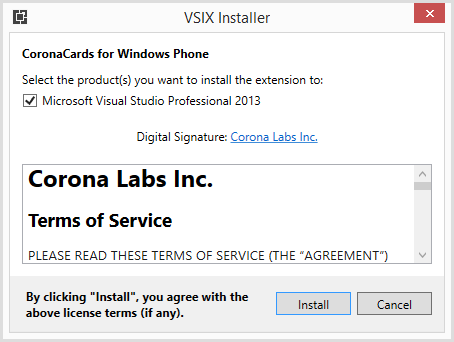 VSIX Installer
CoronaCards for Windows Phone
Select the product(s) you want to install the extension to:
Microsoft Visual Studio Professional 2013
Digital Signature: Corona Labs Inc.
Corona Labs Inc.
Terms of Service
PLEASE READ THESE TERMS OF SERVICE (THE “AGREEMENT”)
By clicking "Install", you agree with the
above license terms (if any).
Install
Cancel